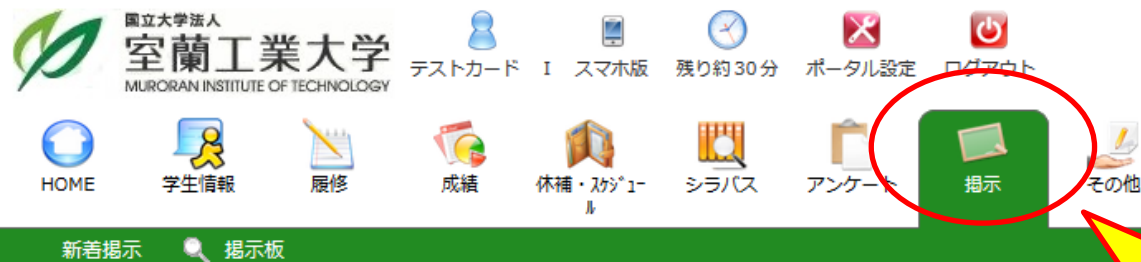 国立大学法人
室蘭工業大学
MURORAN INSTITUTE OF TECHNOLOGY
テストカード I スマホ版 残り約30分 ポータル設定 ログアウト
HOME 学生情報 履修 成績 休補・ｽｹｼﾞｭｰ シラバス アンケート 掲示 その他
ﾙ
新着掲示 掲示板